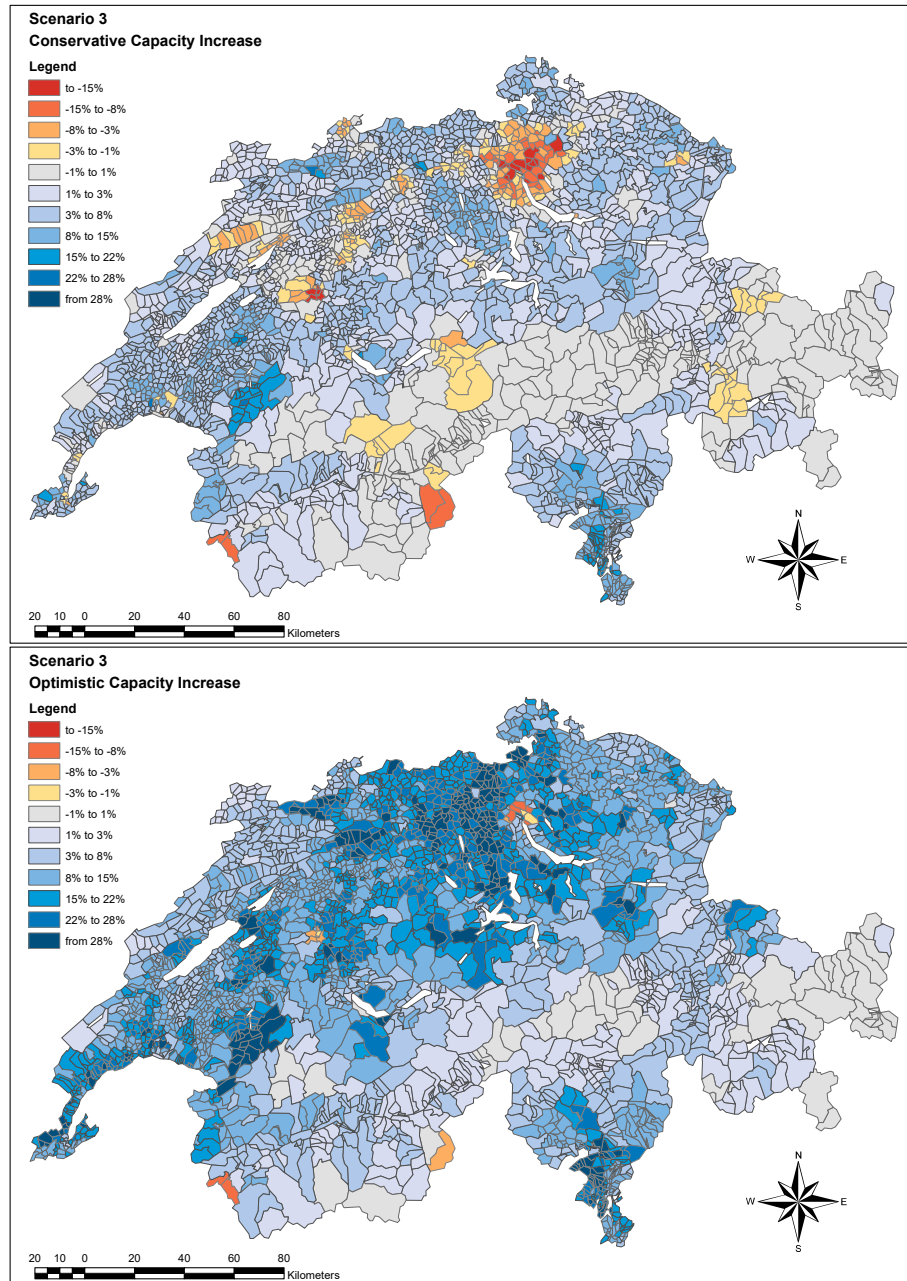 Scenario 3
Conservative Capacity Increase
Legend
to -15%
-15% to -8%
-8% to -3%
-3% to -1%
-1% to 1%
1% to 3%
3% to 8%
8% to 15%
15% to 22%
22% to 28%
from 28%
N
W E
S
20 10 0 20 40 60 80
Kilometers
Scenario 3
Optimistic Capacity Increase
Legend
to -15%
-15% to -8%
-8% to -3%
-3% to -1%
-1% to 1%
1% to 3%
3% to 8%
8% to 15%
15% to 22%
22% to 28%
from 28%
N
W E
S
20 10 0 20 40 60 80
Kilometers